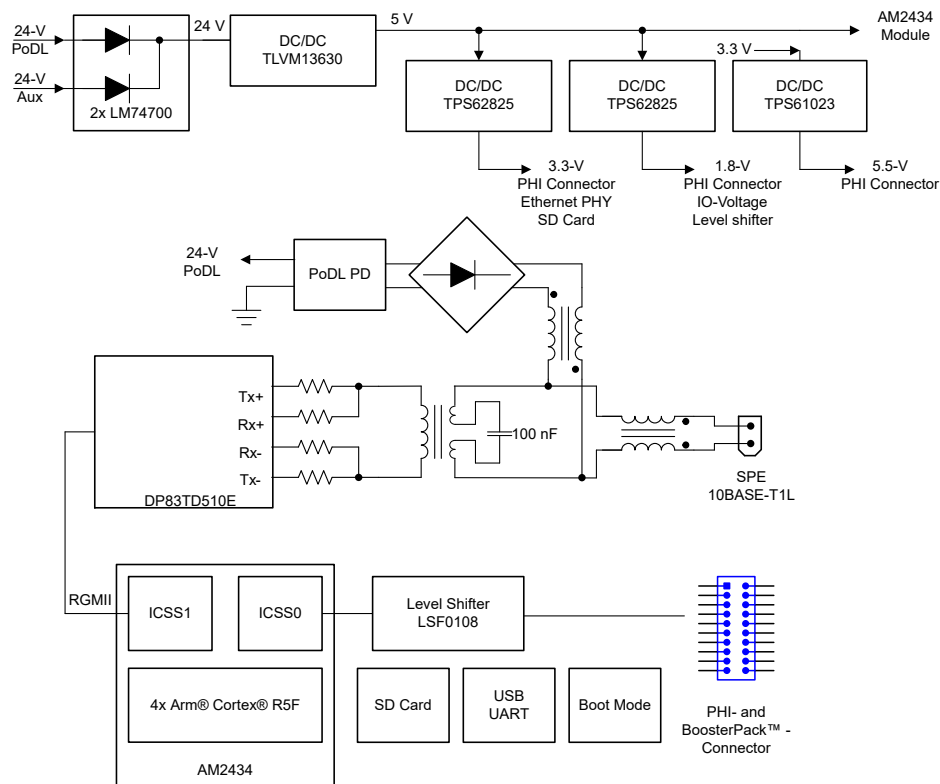 24-V
PoDL
24-V
Aux
2x LM74700
24 V
DC/DC
TLVM13630
5 V
AM2434
Module
DC/DC
TPS62825
DC/DC
TPS62825
3.3 V
DC/DC
TPS61023
3.3-V
PHI Connector
Ethernet PHY
SD Card
1.8-V
PHI Connector
IO-Voltage
Level shifter
5.5-V
PHI Connector
24-V
PoDL
PoDL PD
Tx+
Rx+
Rx-
Tx-
DP83TD510E
100 nF
SPE
10BASE-T1L
RGMII
ICSS1
ICSS0
Level Shifter
LSF0108
4x Arm® Cortex® R5F
SD Card
USB
UART
Boot Mode
PHI- and
BoosterPack™ -
Connector
AM2434